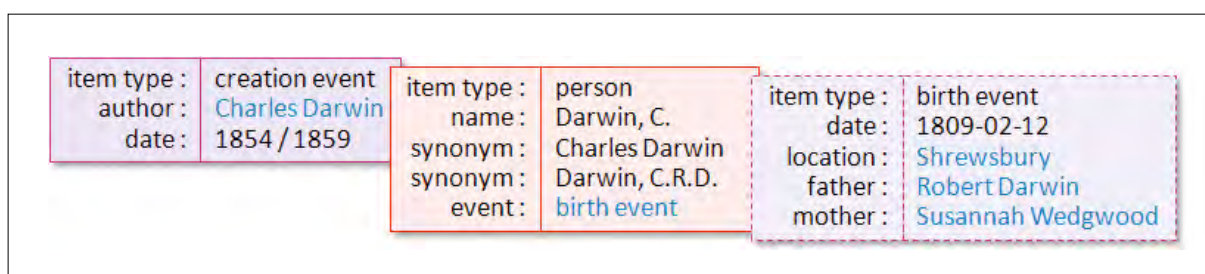 item type : creation event
author : Charles Darwin
date : 1854 / 1859
item type : person
name : Darwin, C.
synonym : Charles Darwin
synonym : Darwin, C.R.D.
event : birth event
item type : birth event
date : 1809-02-12
location : Shrewsbury
father : Robert Darwin
mother : Susannah Wedgwood